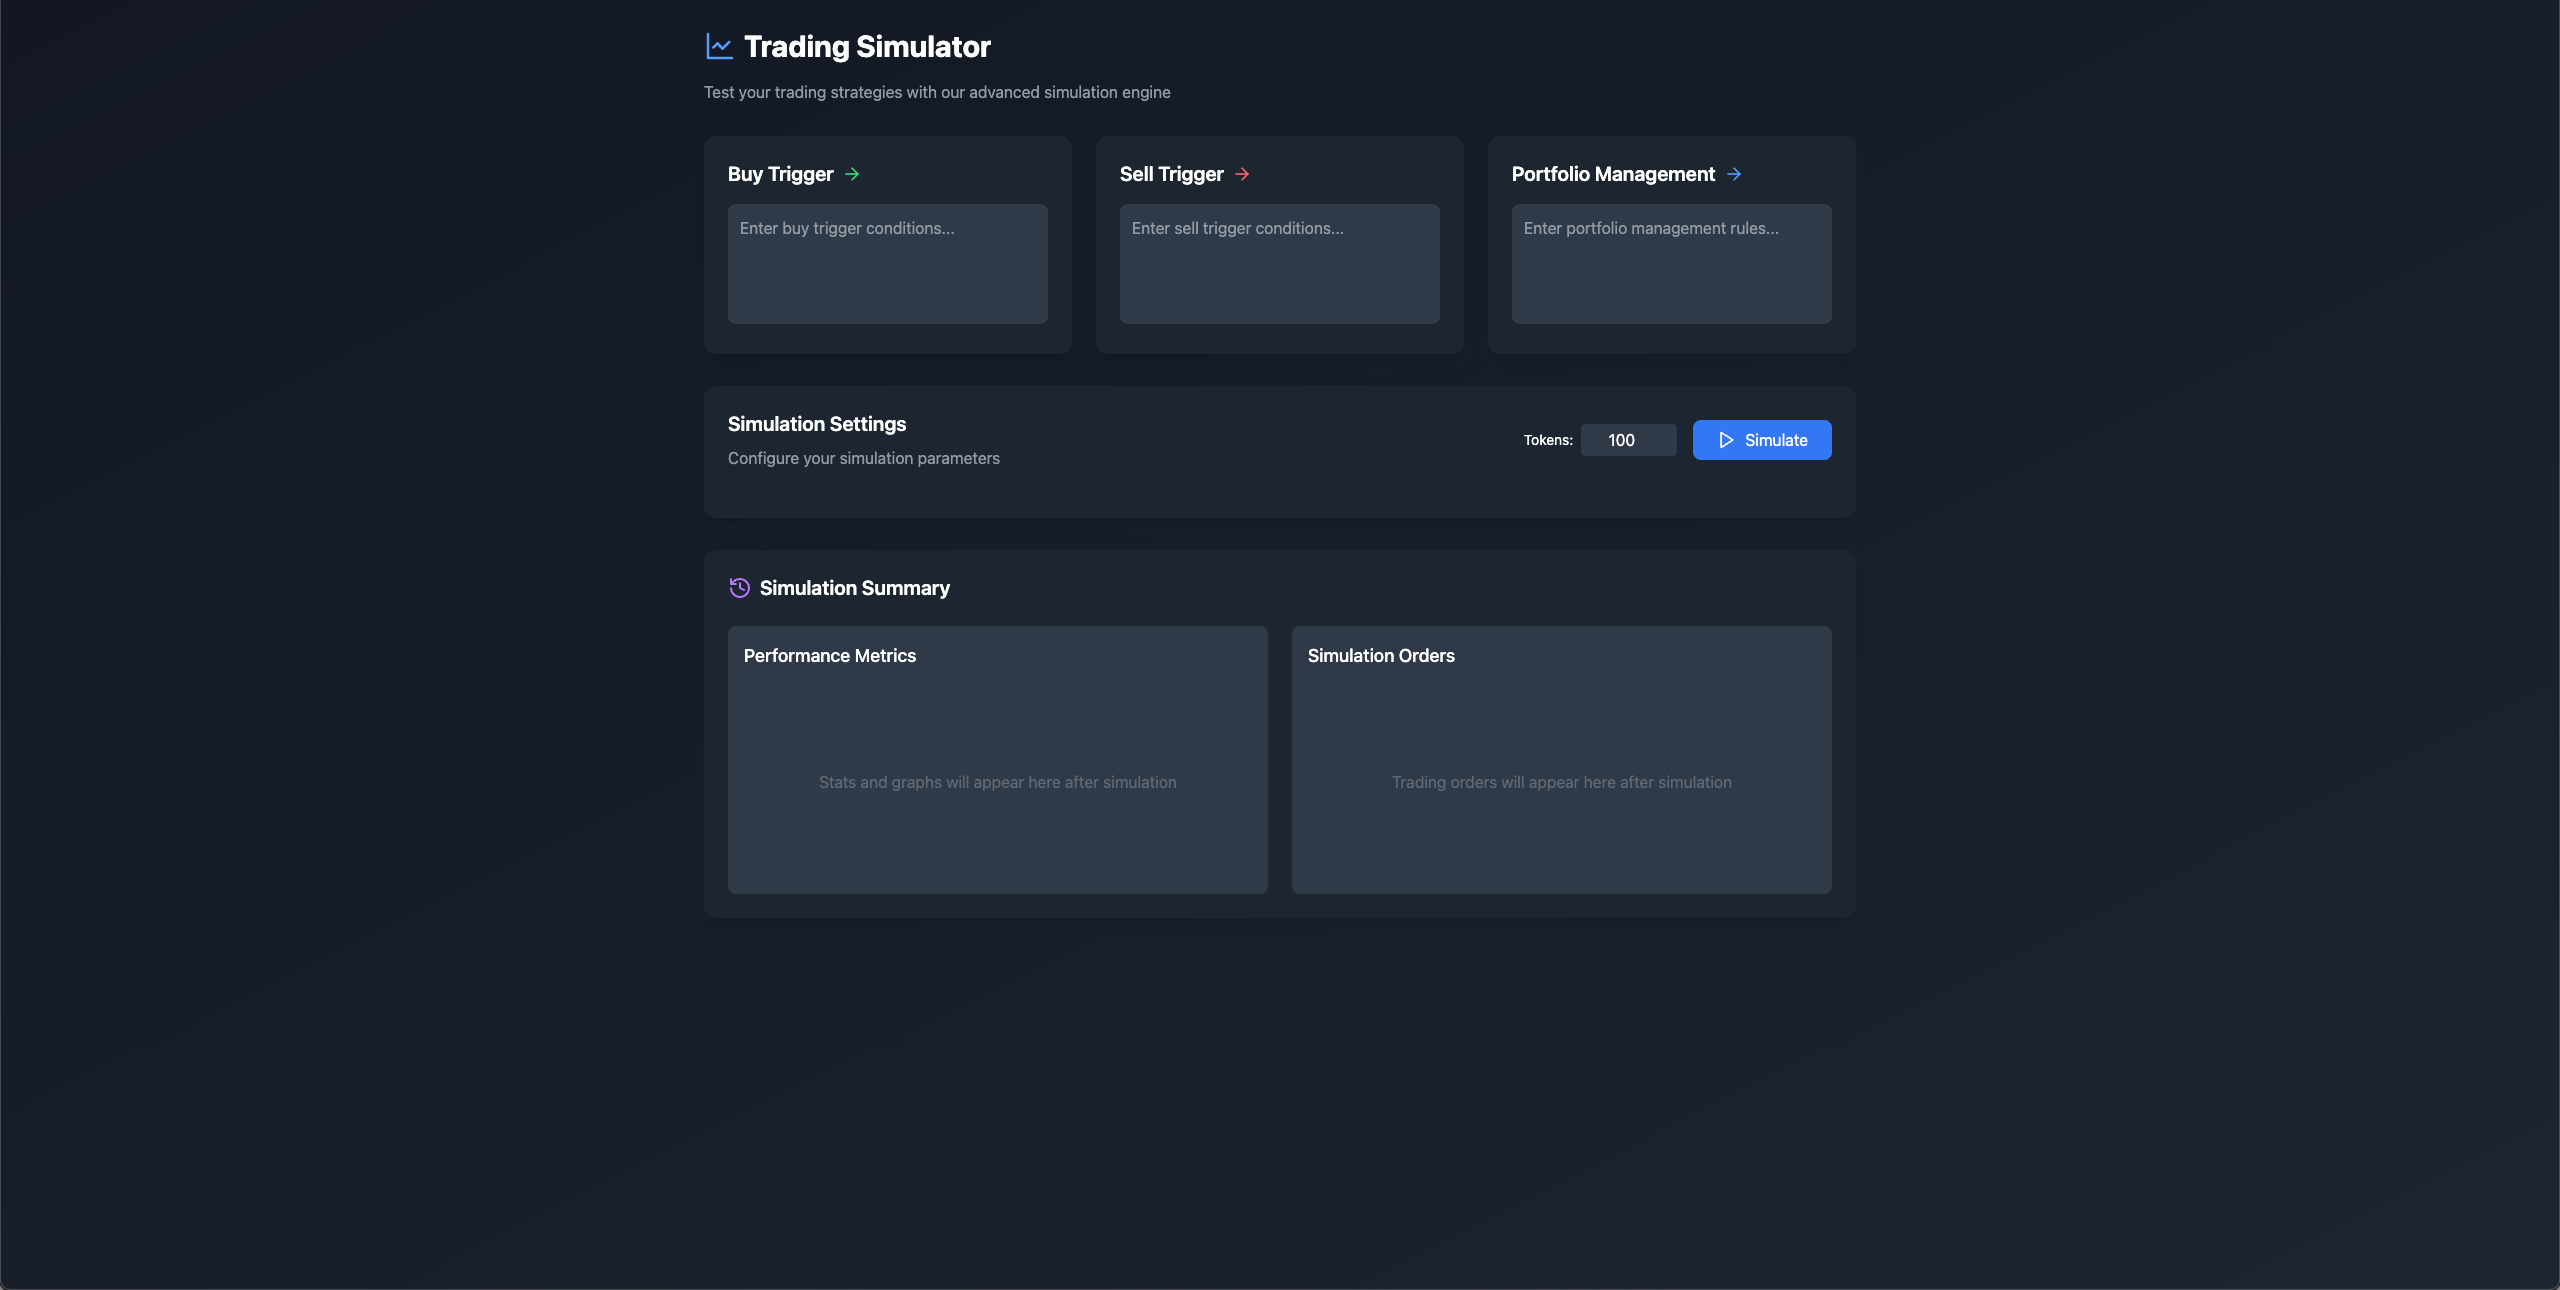 Trading Simulator
Test your trading strategies with our advanced simulation engine
Buy Trigger
Enter buy trigger conditions...
Sell Trigger
Enter sell trigger conditions...
Portfolio Management
Enter portfolio management rules...
Simulation Settings
Configure your simulation parameters
Tokens: 100
Simulate
Simulation Summary
Performance Metrics
Stats and graphs will appear here after simulation
Simulation Orders
Trading orders will appear here after simulation